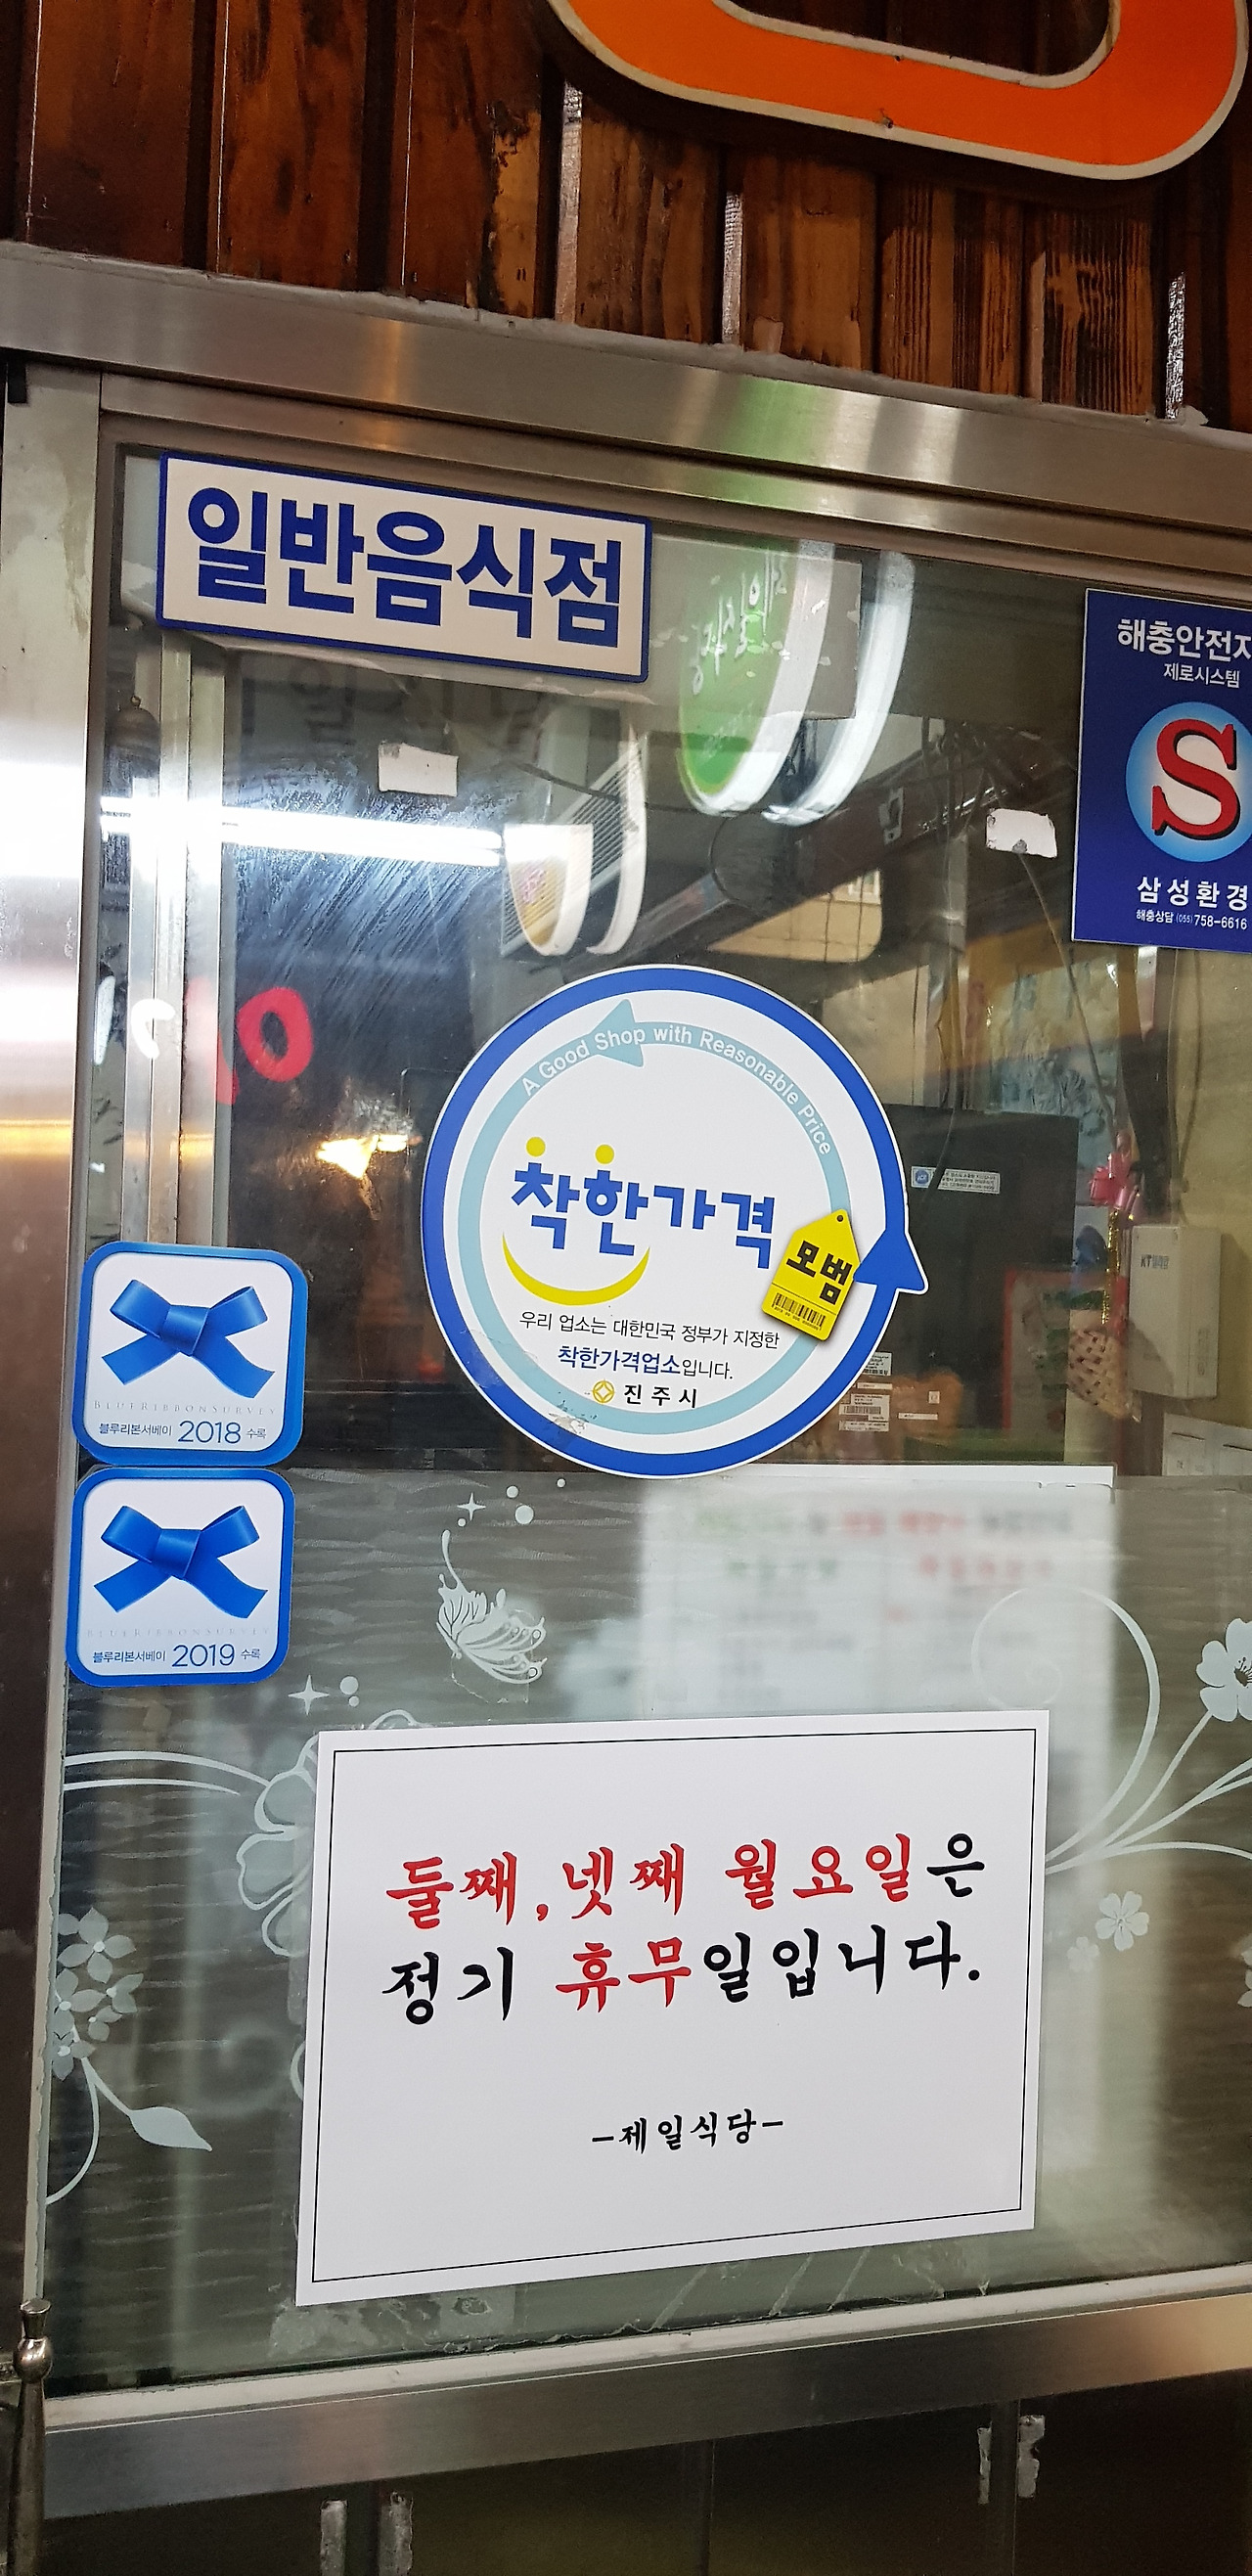 일반음식점
해충안전지
제로시스템
S
삼성환경
해충상담 (055) 758-6616
A Good Shop with Reasonable Price
착한가격
모범
우리 업소는 대한민국 정부가 지정한
착한가격업소입니다.
진주시
BLUERIBBONSURVEY
블루리본서베이 2018 수록
BLUERIBBONSURVEY
블루리본서베이 2019 수록
둘째,넷째 월요일은
정기 휴무일입니다.
-제일식당-